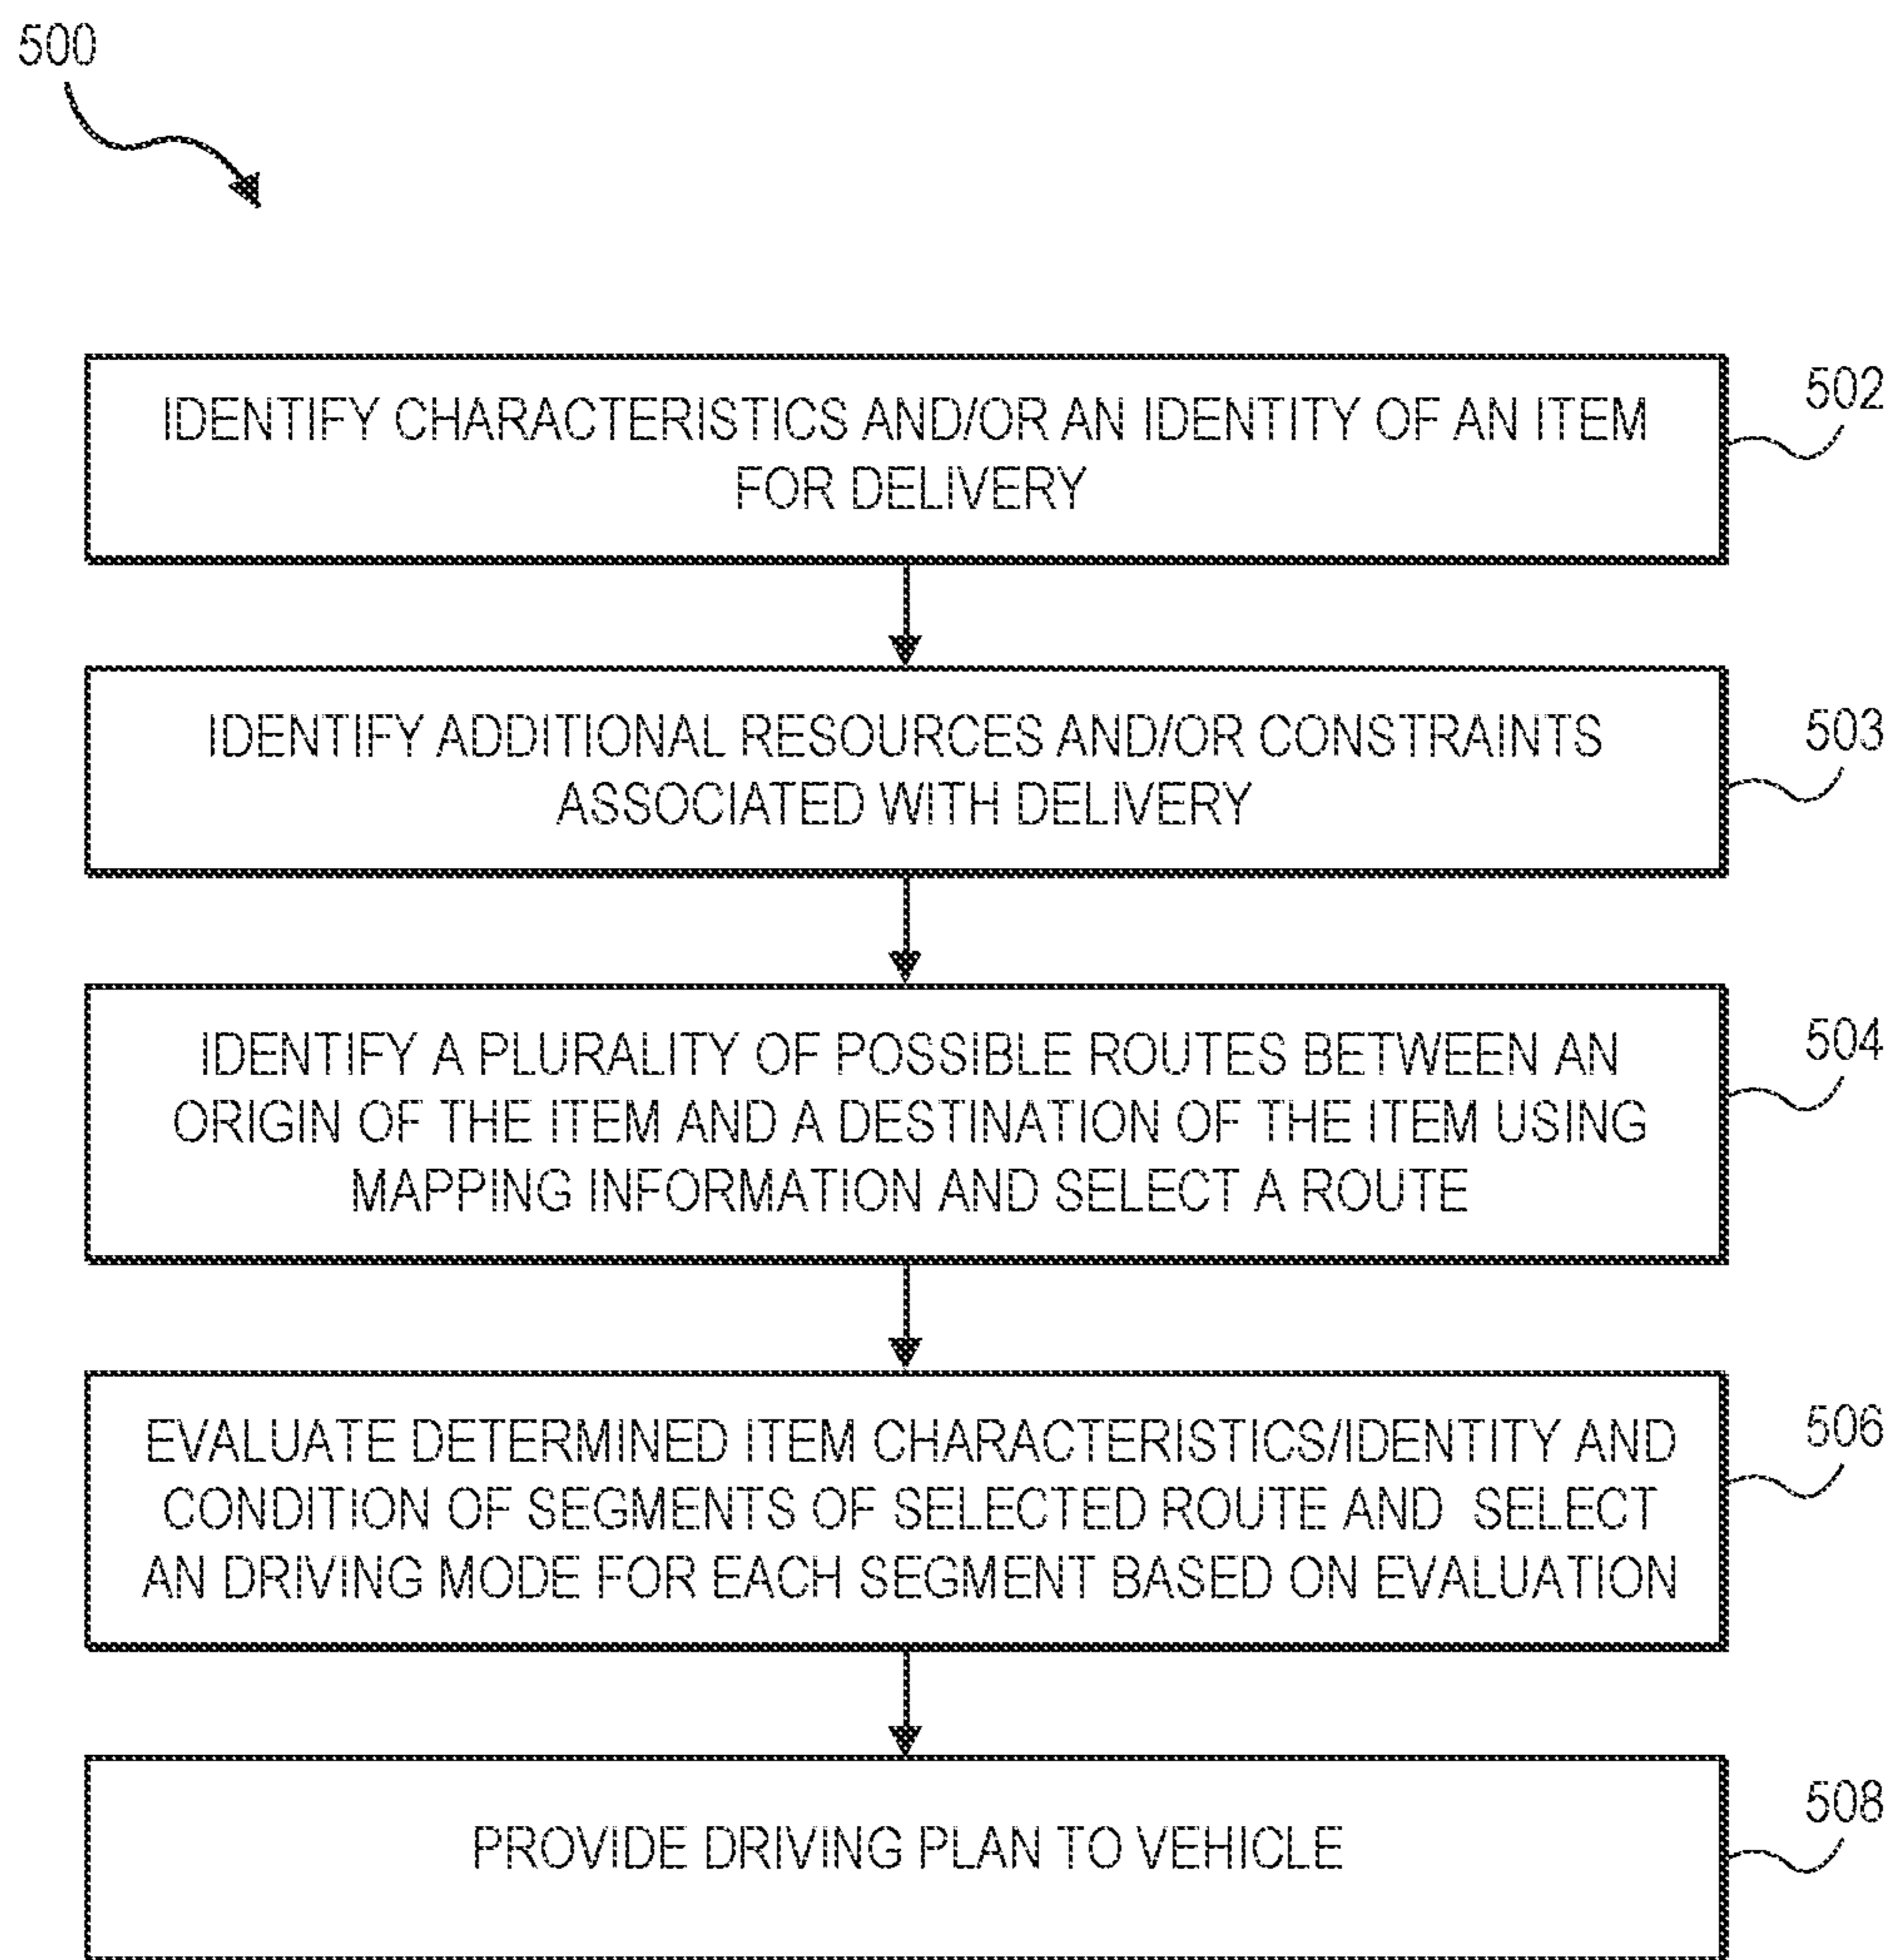 500
IDENTIFY CHARACTERISTICS AND/OR AN IDENTITY OF AN ITEM
FOR DELIVERY
502
IDENTIFY ADDITIONAL RESOURCES AND/OR CONSTRAINTS
ASSOCIATED WITH DELIVERY
503
IDENTIFY A PLURALITY OF POSSIBLE ROUTES BETWEEN AN
ORIGIN OF THE ITEM AND A DESTINATION OF THE ITEM USING
MAPPING INFORMATION AND SELECT A ROUTE
504
EVALUATE DETERMINED ITEM CHARACTERISTICS/IDENTITY AND
CONDITION OF SEGMENTS OF SELECTED ROUTE AND SELECT
AN DRIVING MODE FOR EACH SEGMENT BASED ON EVALUATION
506
PROVIDE DRIVING PLAN TO VEHICLE
508